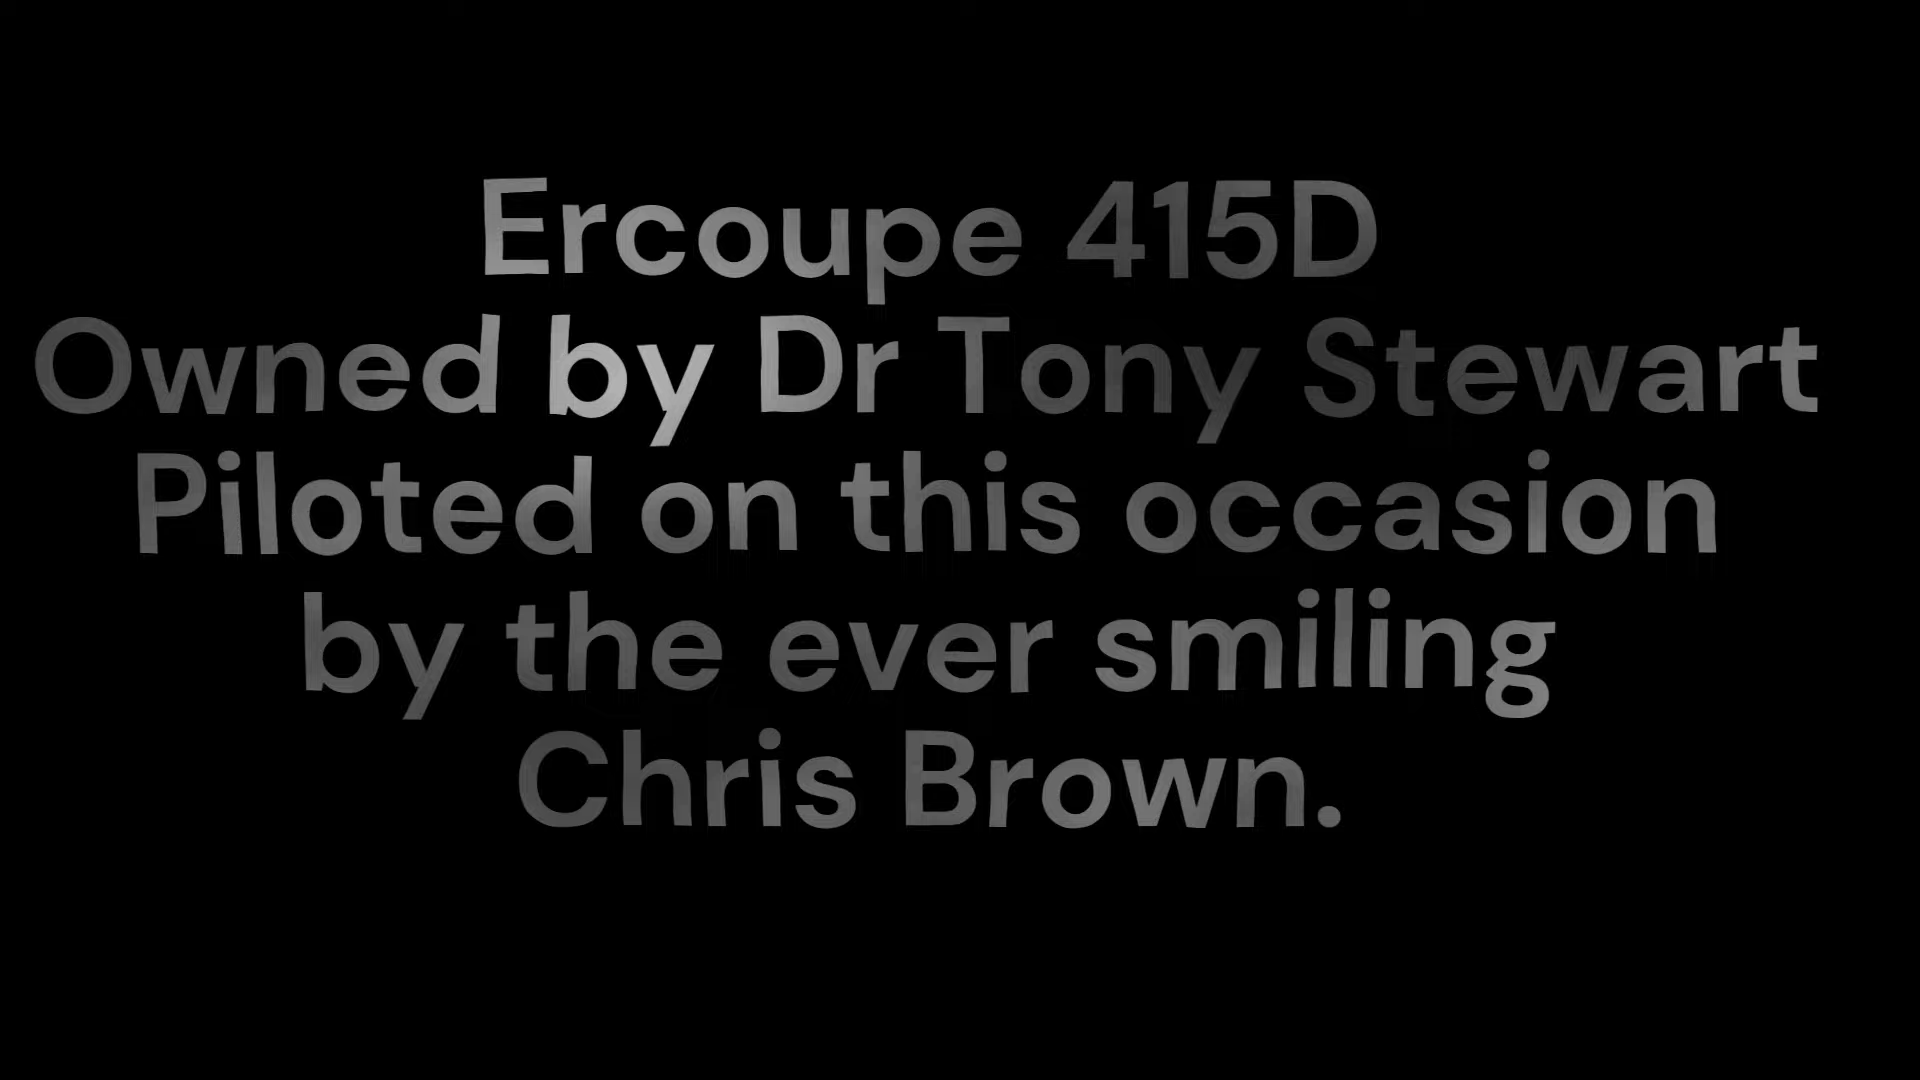 Ercoupe 415D
Owned by Dr Tony Stewart
Piloted on this occasion
by the ever smiling
Chris Brown.